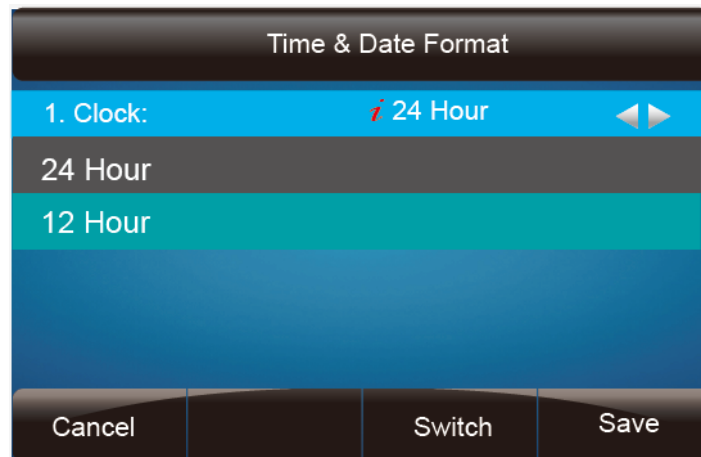 Time & Date Format
1. Clock: i 24 Hour
24 Hour
12 Hour
Cancel Switch Save